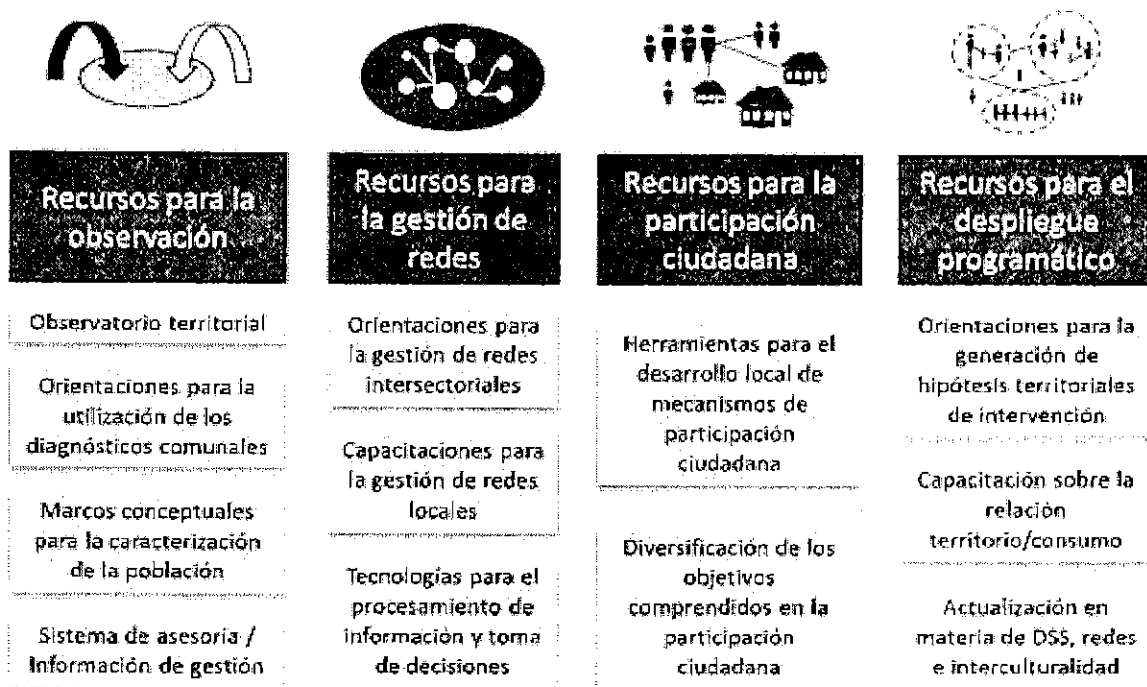 Recursos para la
observación
Observatorio territorial
Orientaciones para la
utilización de los
diagnósticos comunales
Marcos conceptuales
para la caracterización
de la población
Sistema de asesoría /
Información de gestión
Recursos para
la gestión de
redes
Orientaciones para
la gestión de redes
intersectoriales
Capacitaciones para
la gestión de redes
locales
Tecnologías para el
procesamiento de
información y toma
de decisiones
Recursos para la
participación
ciudadana
Herramientas para el
desarrollo local de
mecanismos de
participación
ciudadana
Diversificación de los
objetivos
comprendidos en la
participación
ciudadana
Recursos para el
despliegue
programático
Orientaciones para la
generación de
hipótesis territoriales
de intervención
Capacitación sobre la
relación
territorio/consumo
Actualización en
materia de DSS, redes
e interculturalidad